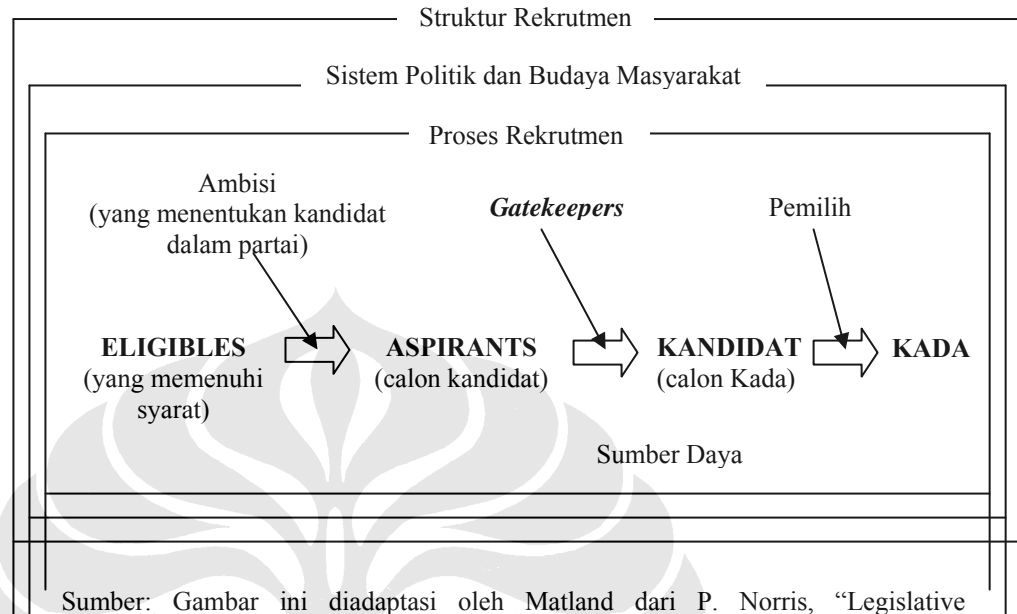 Struktur Rekrutmen
Sistem Politik dan Budaya Masyarakat
Proses Rekrutmen
Ambisi
(yang menentukan kandidat
dalam partai)
Gatekeepers
Pemilih
ELIGIBLES
(yang memenuhi
syarat)
ASPIRANTS
(calon kandidat)
KANDIDAT
(calon Kada)
KADA
Sumber Daya
Sumber: Gambar ini diadaptasi oleh Matland dari P. Norris, “Legislative